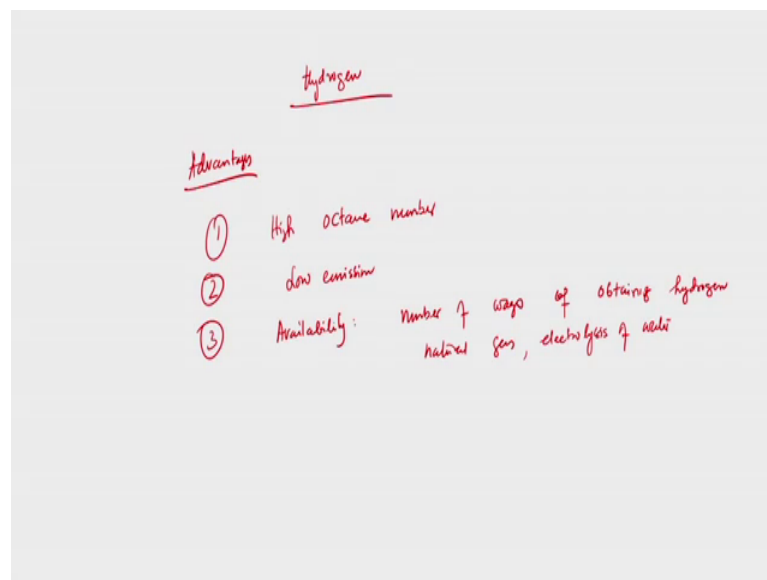 Hydrogen
Advantages
1 High octane number
2 Low emission
3 Availability: number of ways of obtaining hydrogen
natural gas, electrolysis of water